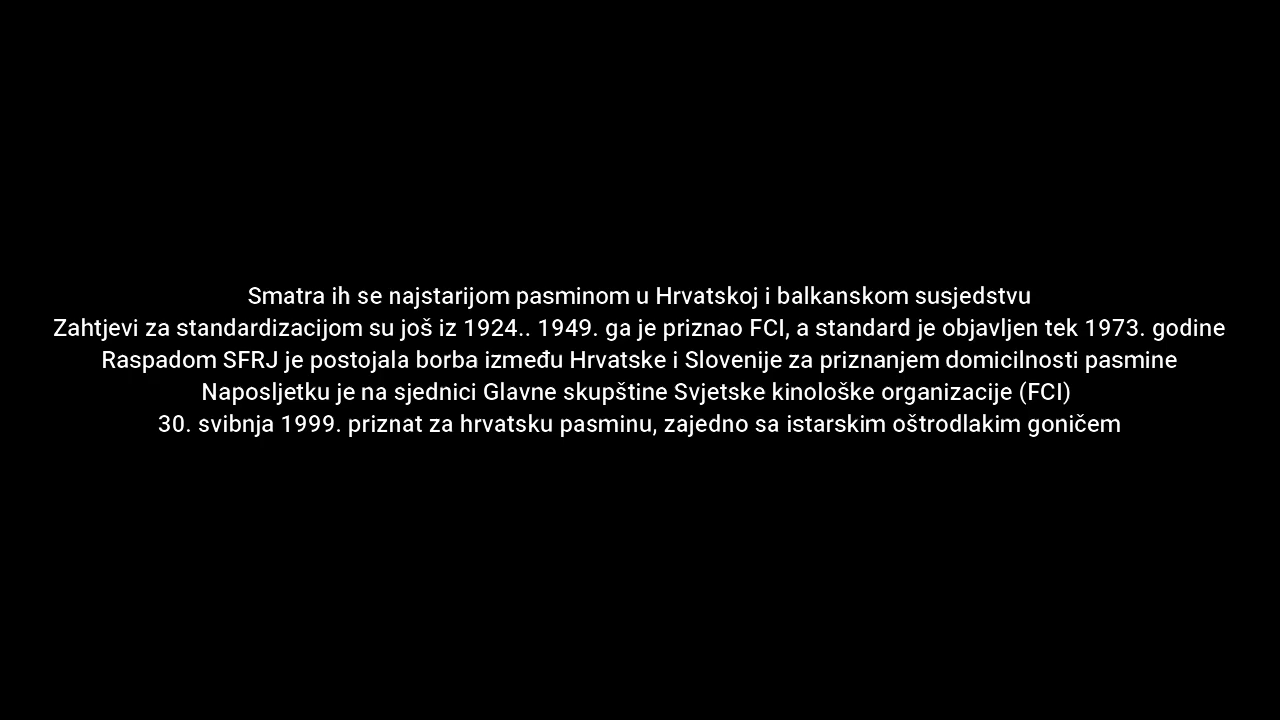 Smatra ih se najstarijom pasminom u Hrvatskoj i balkanskom susjedstvu
Zahtjevi za standardizacijom su još iz 1924.. 1949. ga je priznao FCI, a standard je objavljen tek 1973. godine
Raspadom SFRJ je postojala borba između Hrvatske i Slovenije za priznanjem domicilnosti pasmine
Naposljetku je na sjednici Glavne skupštine Svjetske kinološke organizacije (FCI)
30. svibnja 1999. priznat za hrvatsku pasminu, zajedno sa istarskim oštrodlakim goničem